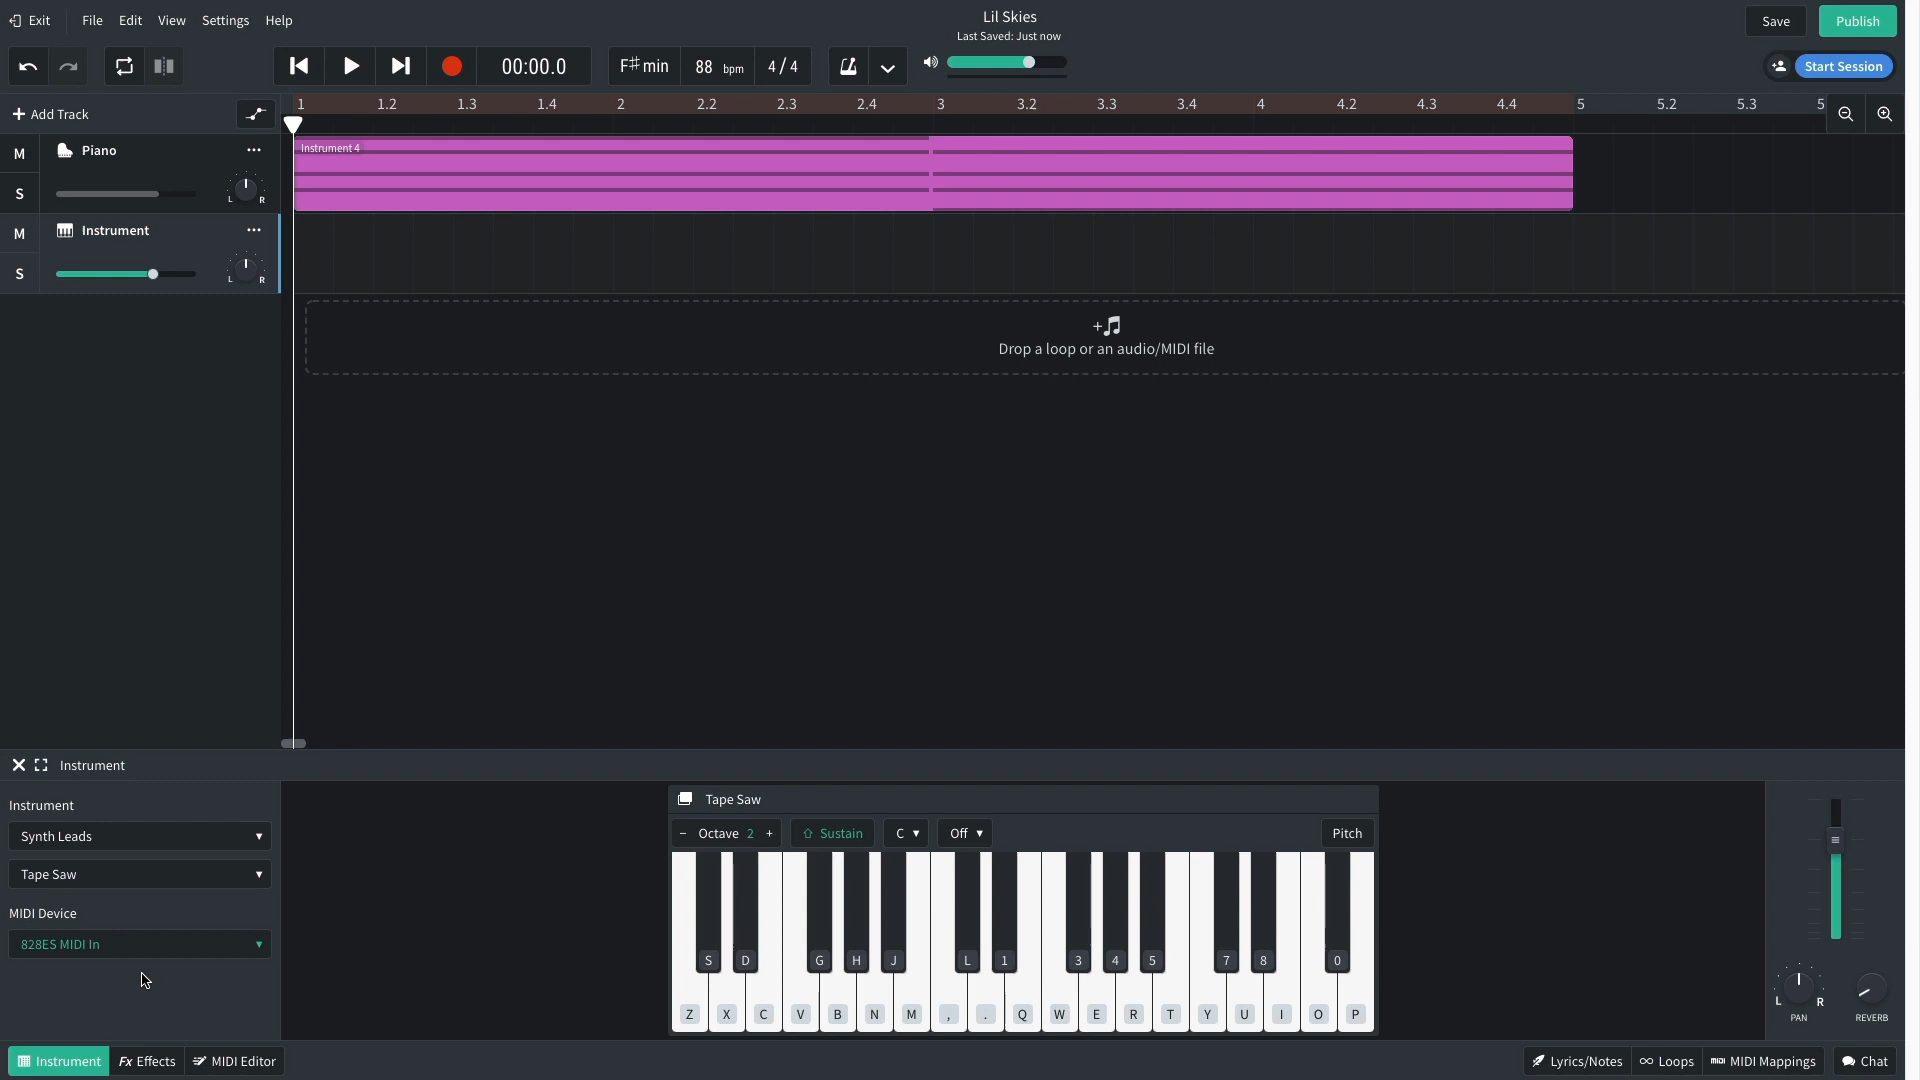 Exit File Edit View Settings Help
Lil Skies
Last Saved: Just now
Save Publish
00:00.0 F♯ min 88 bpm 4 / 4
Start Session
+ Add Track
1 1.2 1.3 1.4 2 2.2 2.3 2.4 3 3.2 3.3 3.4 4 4.2 4.3 4.4 5 5.2 5.3 5
M Piano ...
Instrument 4
S L R
M Instrument ...
S L R
+
Drop a loop or an audio/MIDI file
Instrument
Instrument
Synth Leads
Tape Saw
MIDI Device
828ES MIDI In
Tape Saw
− Octave 2 + Sustain C Off Pitch
S D G H J L 1 3 4 5 7 8 0
Z X C V B N M , . Q W E R T Y U I O P
L R
PAN REVERB
Instrument Fx Effects MIDI Editor
Lyrics/Notes Loops MIDI Mappings Chat